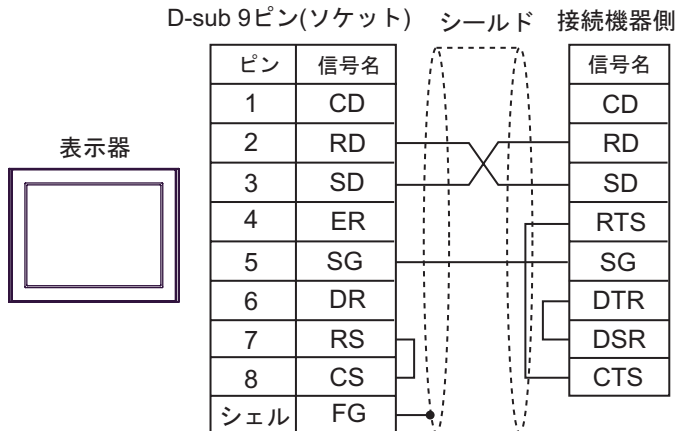 D-sub 9ピン(ソケット) シールド 接続機器側
ピン 信号名 信号名
1 CD CD
表示器
2 RD RD
3 SD SD
4 ER RTS
5 SG SG
6 DR DTR
7 RS DSR
8 CS CTS
シェル FG